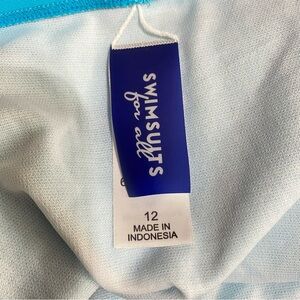 SWIMSUITS
for all
12
MADE IN
INDONESIA